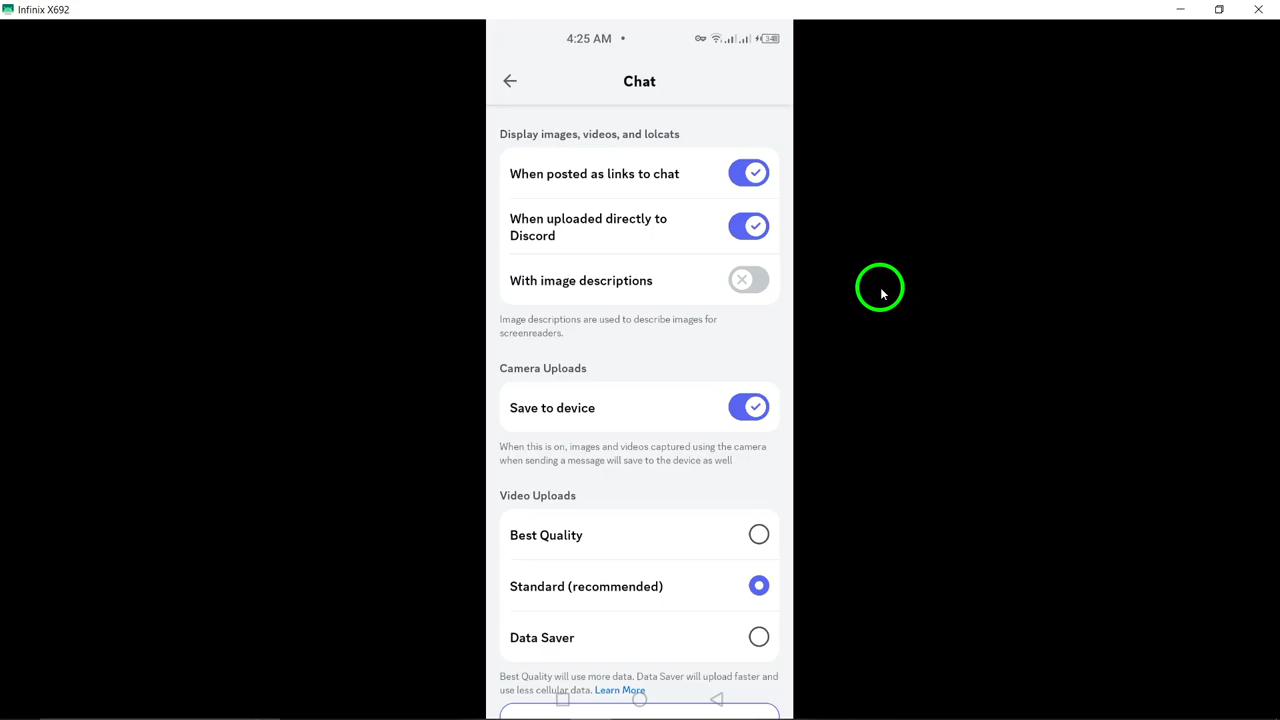 Infinix X692
4:25 AM
Chat
Display images, videos, and lolcats
When posted as links to chat
When uploaded directly to
Discord
With image descriptions
Image descriptions are used to describe images for
screenreaders.
Camera Uploads
Save to device
When this is on, images and videos captured using the camera
when sending a message will save to the device as well
Video Uploads
Best Quality
Standard (recommended)
Data Saver
Best Quality will use more data. Data Saver will upload faster and
use less cellular data. Learn More